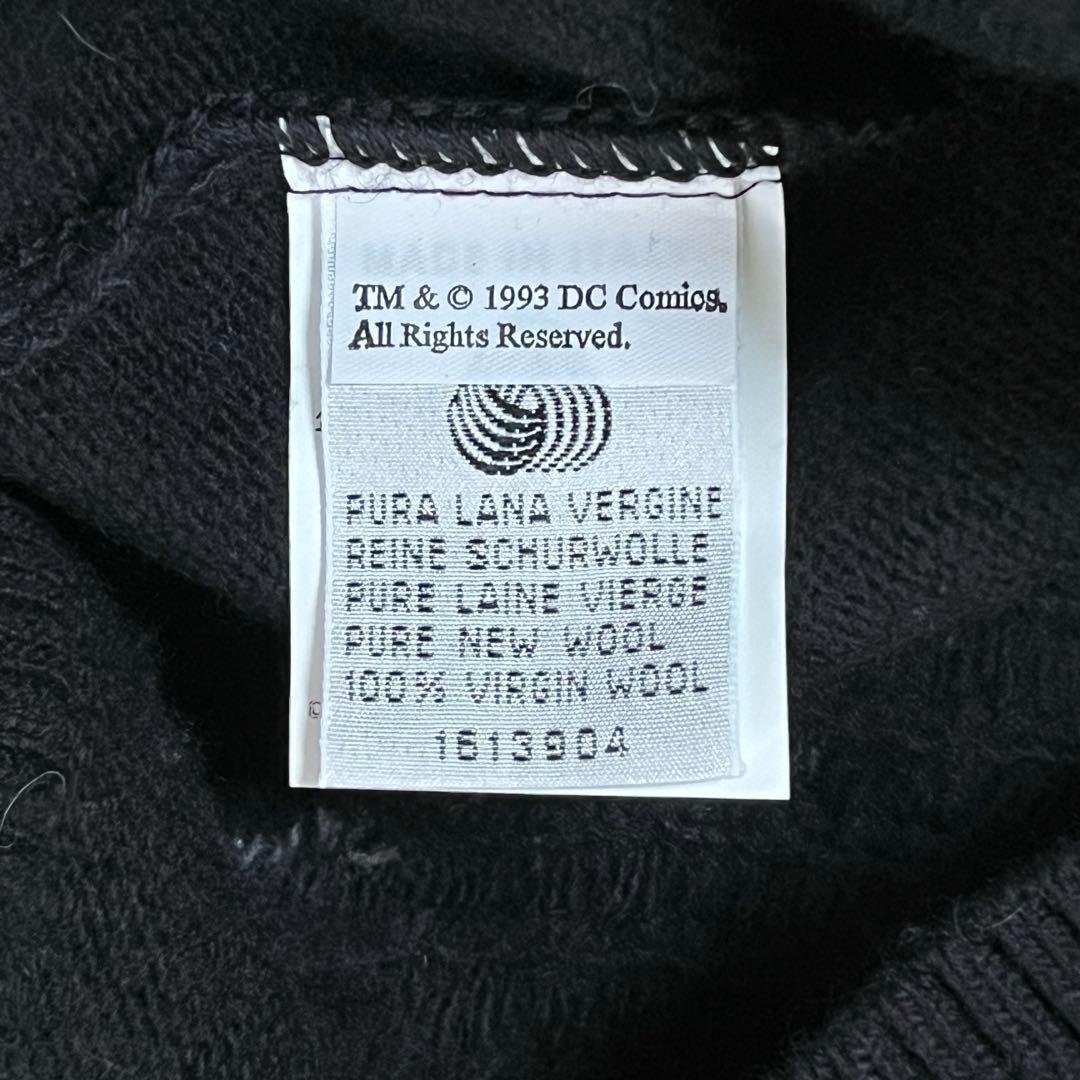 TM & © 1993 DC Comics.
All Rights Reserved.
PURA LANA VERGINE
REINE SCHURWOLLE
PURE LAINE VIERGE
PURE NEW WOOL
100% VIRGIN WOOL
1613904